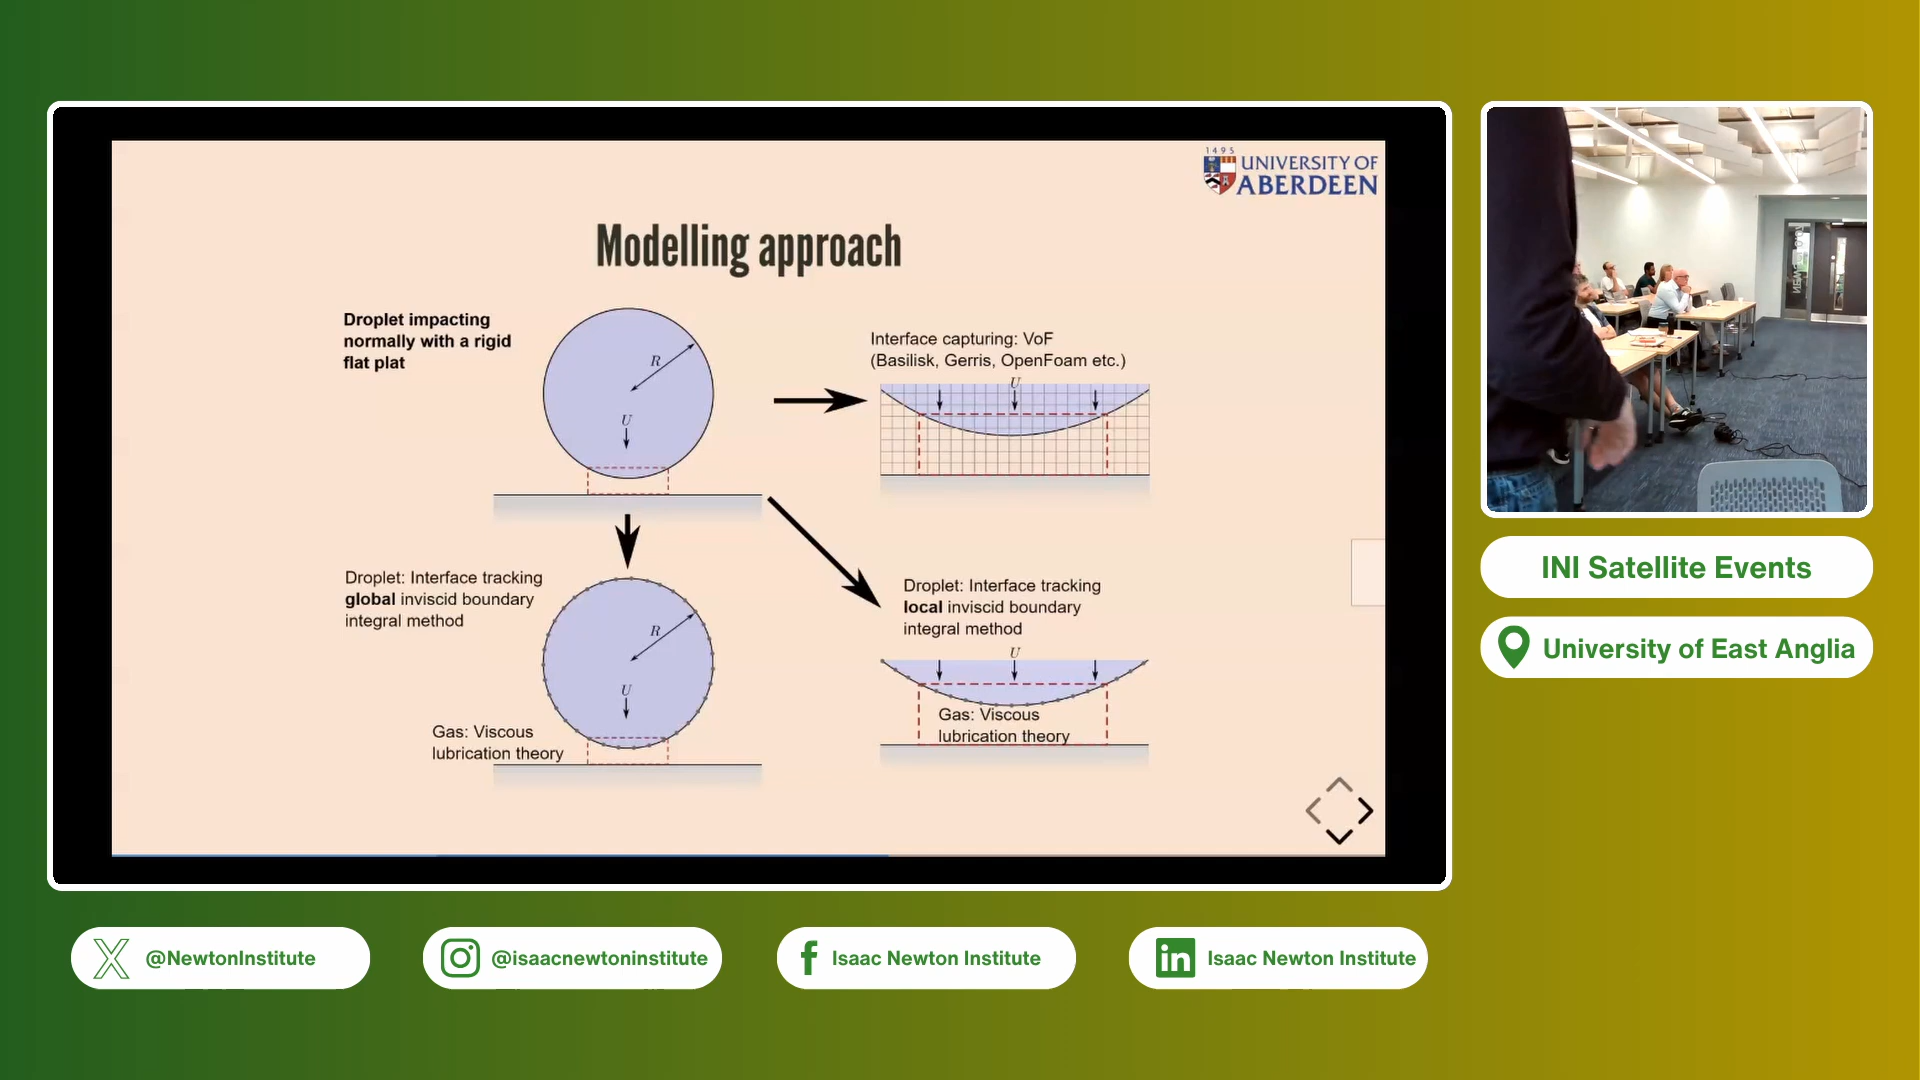 1495
UNIVERSITY OF
ABERDEEN
Modelling approach
Droplet impacting
normally with a rigid
flat plat
R
U
Interface capturing: VoF
(Basilisk, Gerris, OpenFoam etc.)
U
Droplet: Interface tracking
global inviscid boundary
integral method
R
U
Gas: Viscous
lubrication theory
Droplet: Interface tracking
local inviscid boundary
integral method
U
Gas: Viscous
lubrication theory
INI Satellite Events
University of East Anglia
@NewtonInstitute
@isaacnewtoninstitute
Isaac Newton Institute
Isaac Newton Institute